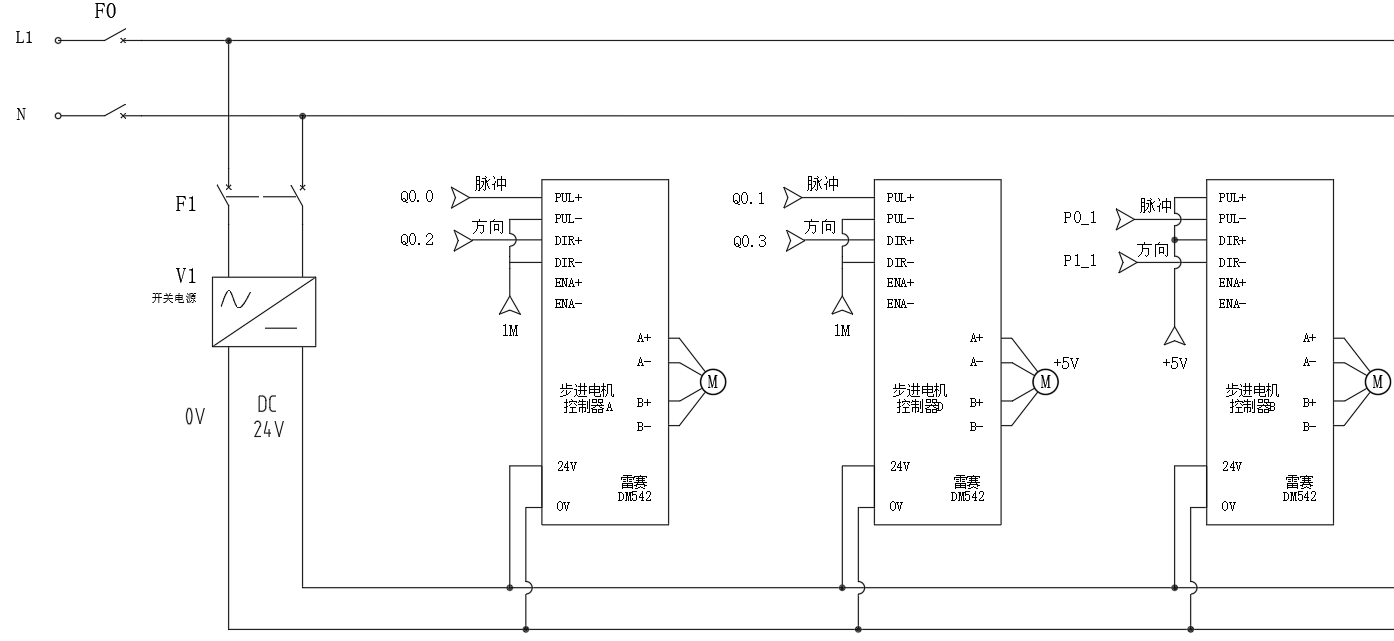 F0
L1
N
F1
V1
开关电源
0V
DC
24V
Q0.0
脉冲
Q0.2
方向
1M
PUL+
PUL-
DIR+
DIR-
ENA+
ENA-
A+
A-
B+
B-
步进电机
控制器A
24V
0V
雷赛
DM542
M
Q0.1
脉冲
Q0.3
方向
1M
PUL+
PUL-
DIR+
DIR-
ENA+
ENA-
A+
A-
B+
B-
步进电机
控制器D
24V
0V
雷赛
DM542
M
+5V
P0_1
脉冲
P1_1
方向
+5V
PUL+
PUL-
DIR+
DIR-
ENA+
ENA-
A+
A-
B+
B-
步进电机
控制器B
24V
0V
雷赛
DM542
M